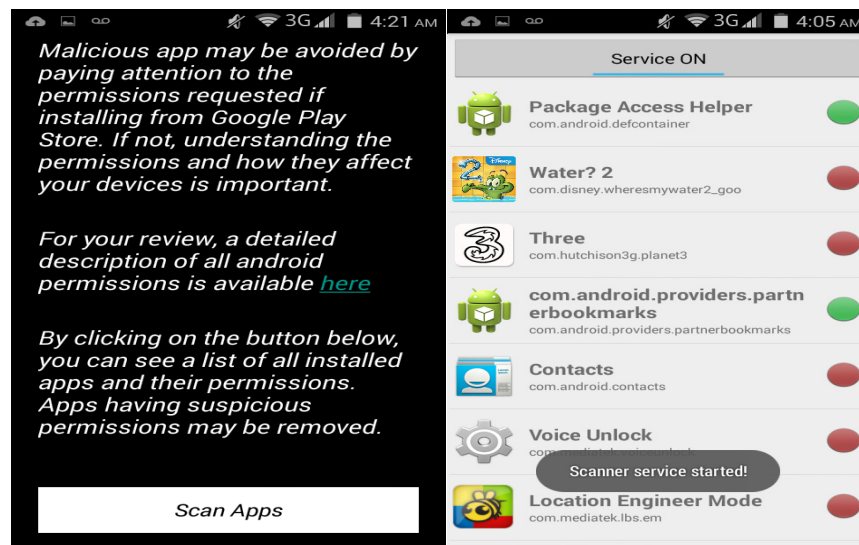 3G 4:21 AM
Malicious app may be avoided by
paying attention to the
permissions requested if
installing from Google Play
Store. If not, understanding the
permissions and how they affect
your devices is important.
For your review, a detailed
description of all android
permissions is available here
By clicking on the button below,
you can see a list of all installed
apps and their permissions.
Apps having suspicious
permissions may be removed.
Scan Apps
3G 4:05 AM
Service ON
Package Access Helper
com.android.defcontainer
Water? 2
com.disney.wheresmywater2_goo
Three
com.hutchison3g.planet3
com.android.providers.partn
erbookmarks
com.android.providers.partnerbookmarks
Contacts
com.android.contacts
Voice Unlock
Scanner service started!
Location Engineer Mode
com.mediatek.lbs.em